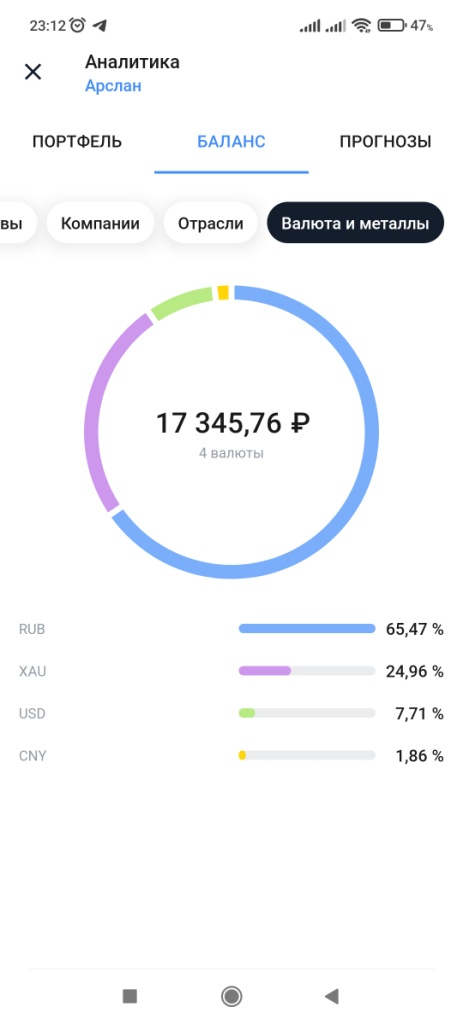 23:12 47%
Аналитика
Арслан
ПОРТФЕЛЬ БАЛАНС ПРОГНОЗЫ
вы Компании Отрасли Валюта и металлы
17 345,76 ₽
4 валюты
RUB 65,47 %
XAU 24,96 %
USD 7,71 %
CNY 1,86 %